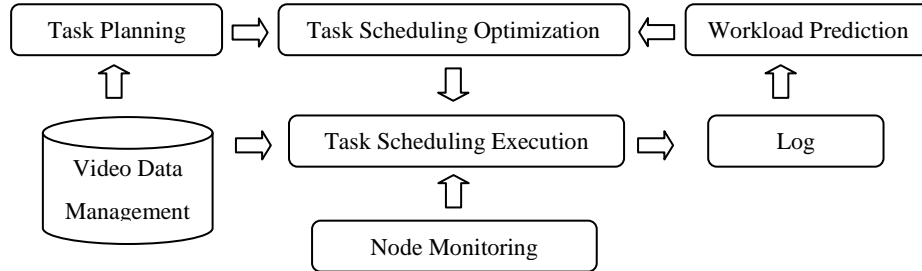 Task Planning
Task Scheduling Optimization
Workload Prediction
Video Data
Management
Task Scheduling Execution
Log
Node Monitoring